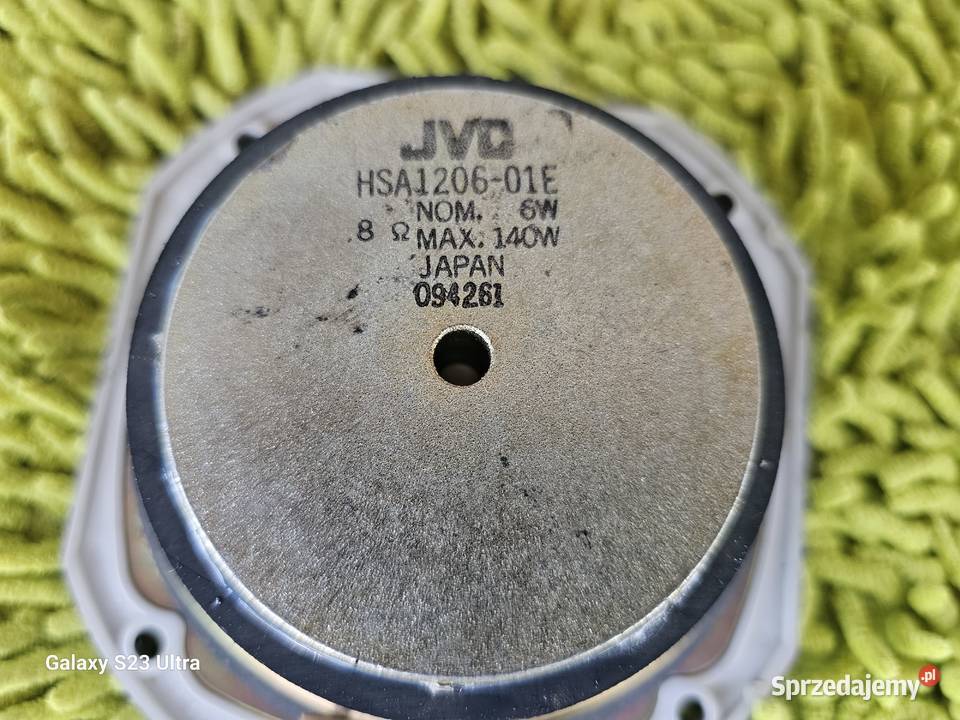 JVC
HSA1206-01E
NOM. 6W
8 Ω MAX. 140W
JAPAN
094261
Galaxy S23 Ultra
Sprzedajemy.pl